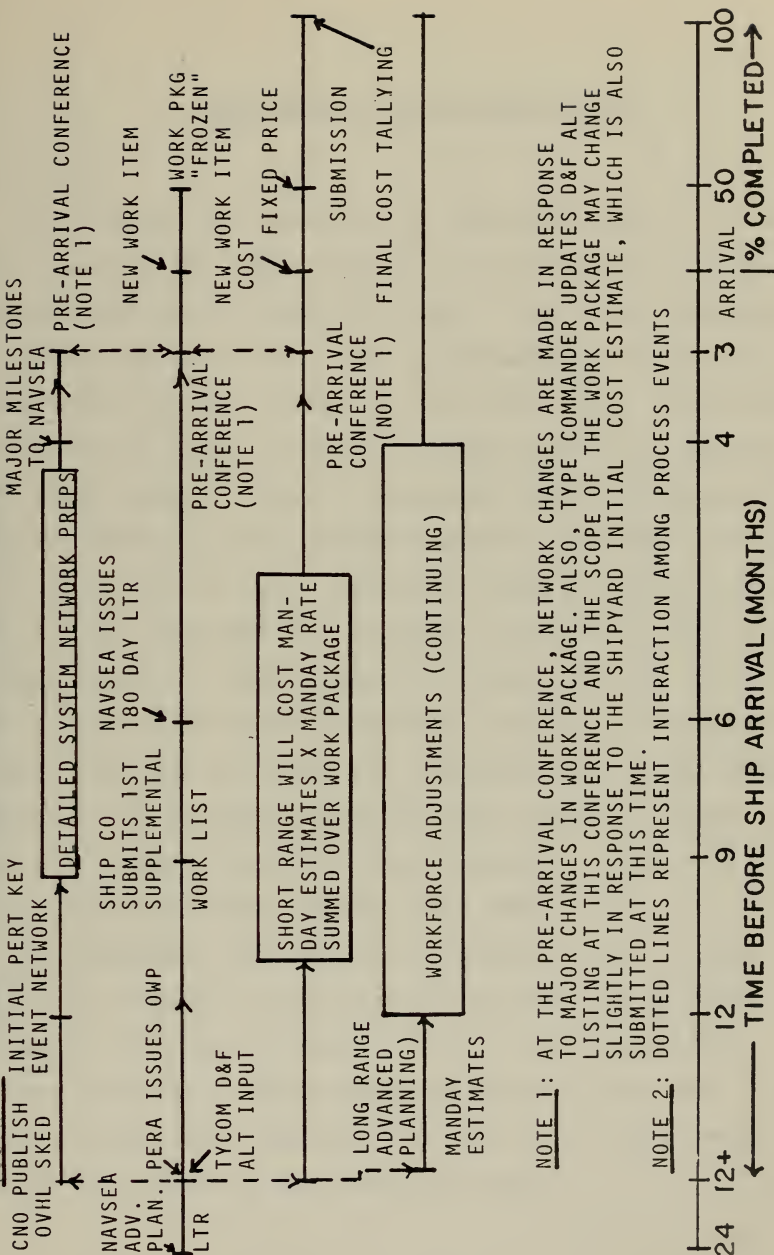 CNO PUBLISH
OVHL SKED
INITIAL PERT KEY
EVENT NETWORK
DETAILED SYSTEM NETWORK PREPS
MAJOR MILESTONES
TO NAVSEA
PRE-ARRIVAL CONFERENCE
(NOTE 1)
NAVSEA
ADV.
PLAN.
LTR
PERA ISSUES OWP
TYCOM D&F
ALT INPUT
SHIP CO
SUBMITS 1ST
SUPPLEMENTAL
WORK LIST
NAVSEA ISSUES
180 DAY LTR
PRE-ARRIVAL
CONFERENCE
(NOTE 1)
NEW WORK ITEM
WORK PKG
"FROZEN"
SHORT RANGE WILL COST MAN-
DAY ESTIMATES X MANDAY RATE
SUMMED OVER WORK PACKAGE
PRE-ARRIVAL
CONFERENCE
(NOTE 1)
NEW WORK ITEM
COST
FIXED PRICE
SUBMISSION
FINAL COST TALLYING
LONG RANGE
ADVANCED
PLANNING)
MANDAY
ESTIMATES
WORKFORCE ADJUSTMENTS (CONTINUING)
NOTE 1: AT THE PRE-ARRIVAL CONFERENCE, NETWORK CHANGES ARE MADE IN RESPONSE
TO MAJOR CHANGES IN WORK PACKAGE. ALSO, TYPE COMMANDER UPDATES D&F ALT
LISTING AT THIS CONFERENCE AND THE SCOPE OF THE WORK PACKAGE MAY CHANGE
SLIGHTLY IN RESPONSE TO THE SHIPYARD INITIAL COST ESTIMATE, WHICH IS ALSO
SUBMITTED AT THIS TIME.
NOTE 2: DOTTED LINES REPRESENT INTERACTION AMONG PROCESS EVENTS
24 12+ 12 9 6 4 3 ARRIVAL 50 100
TIME BEFORE SHIP ARRIVAL (MONTHS)
% COMPLETED